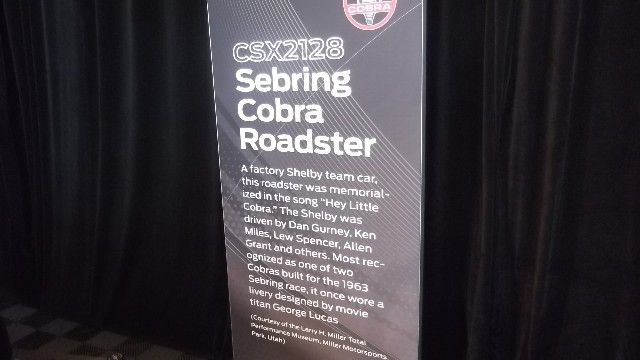 COBRA
CSX2128
Sebring
Cobra
Roadster
A factory Shelby team car,
this roadster was memorial-
ized in the song "Hey Little
Cobra." The Shelby was
driven by Dan Gurney, Ken
Miles, Lew Spencer, Allen
Grant and others. Most rec-
ognized as one of two
Cobras built for the 1963
Sebring race, it once wore a
livery designed by movie
titan George Lucas
(Courtesy of the Larry H. Miller Total
Performance Museum, Miller Motorsports
Park, Utah)